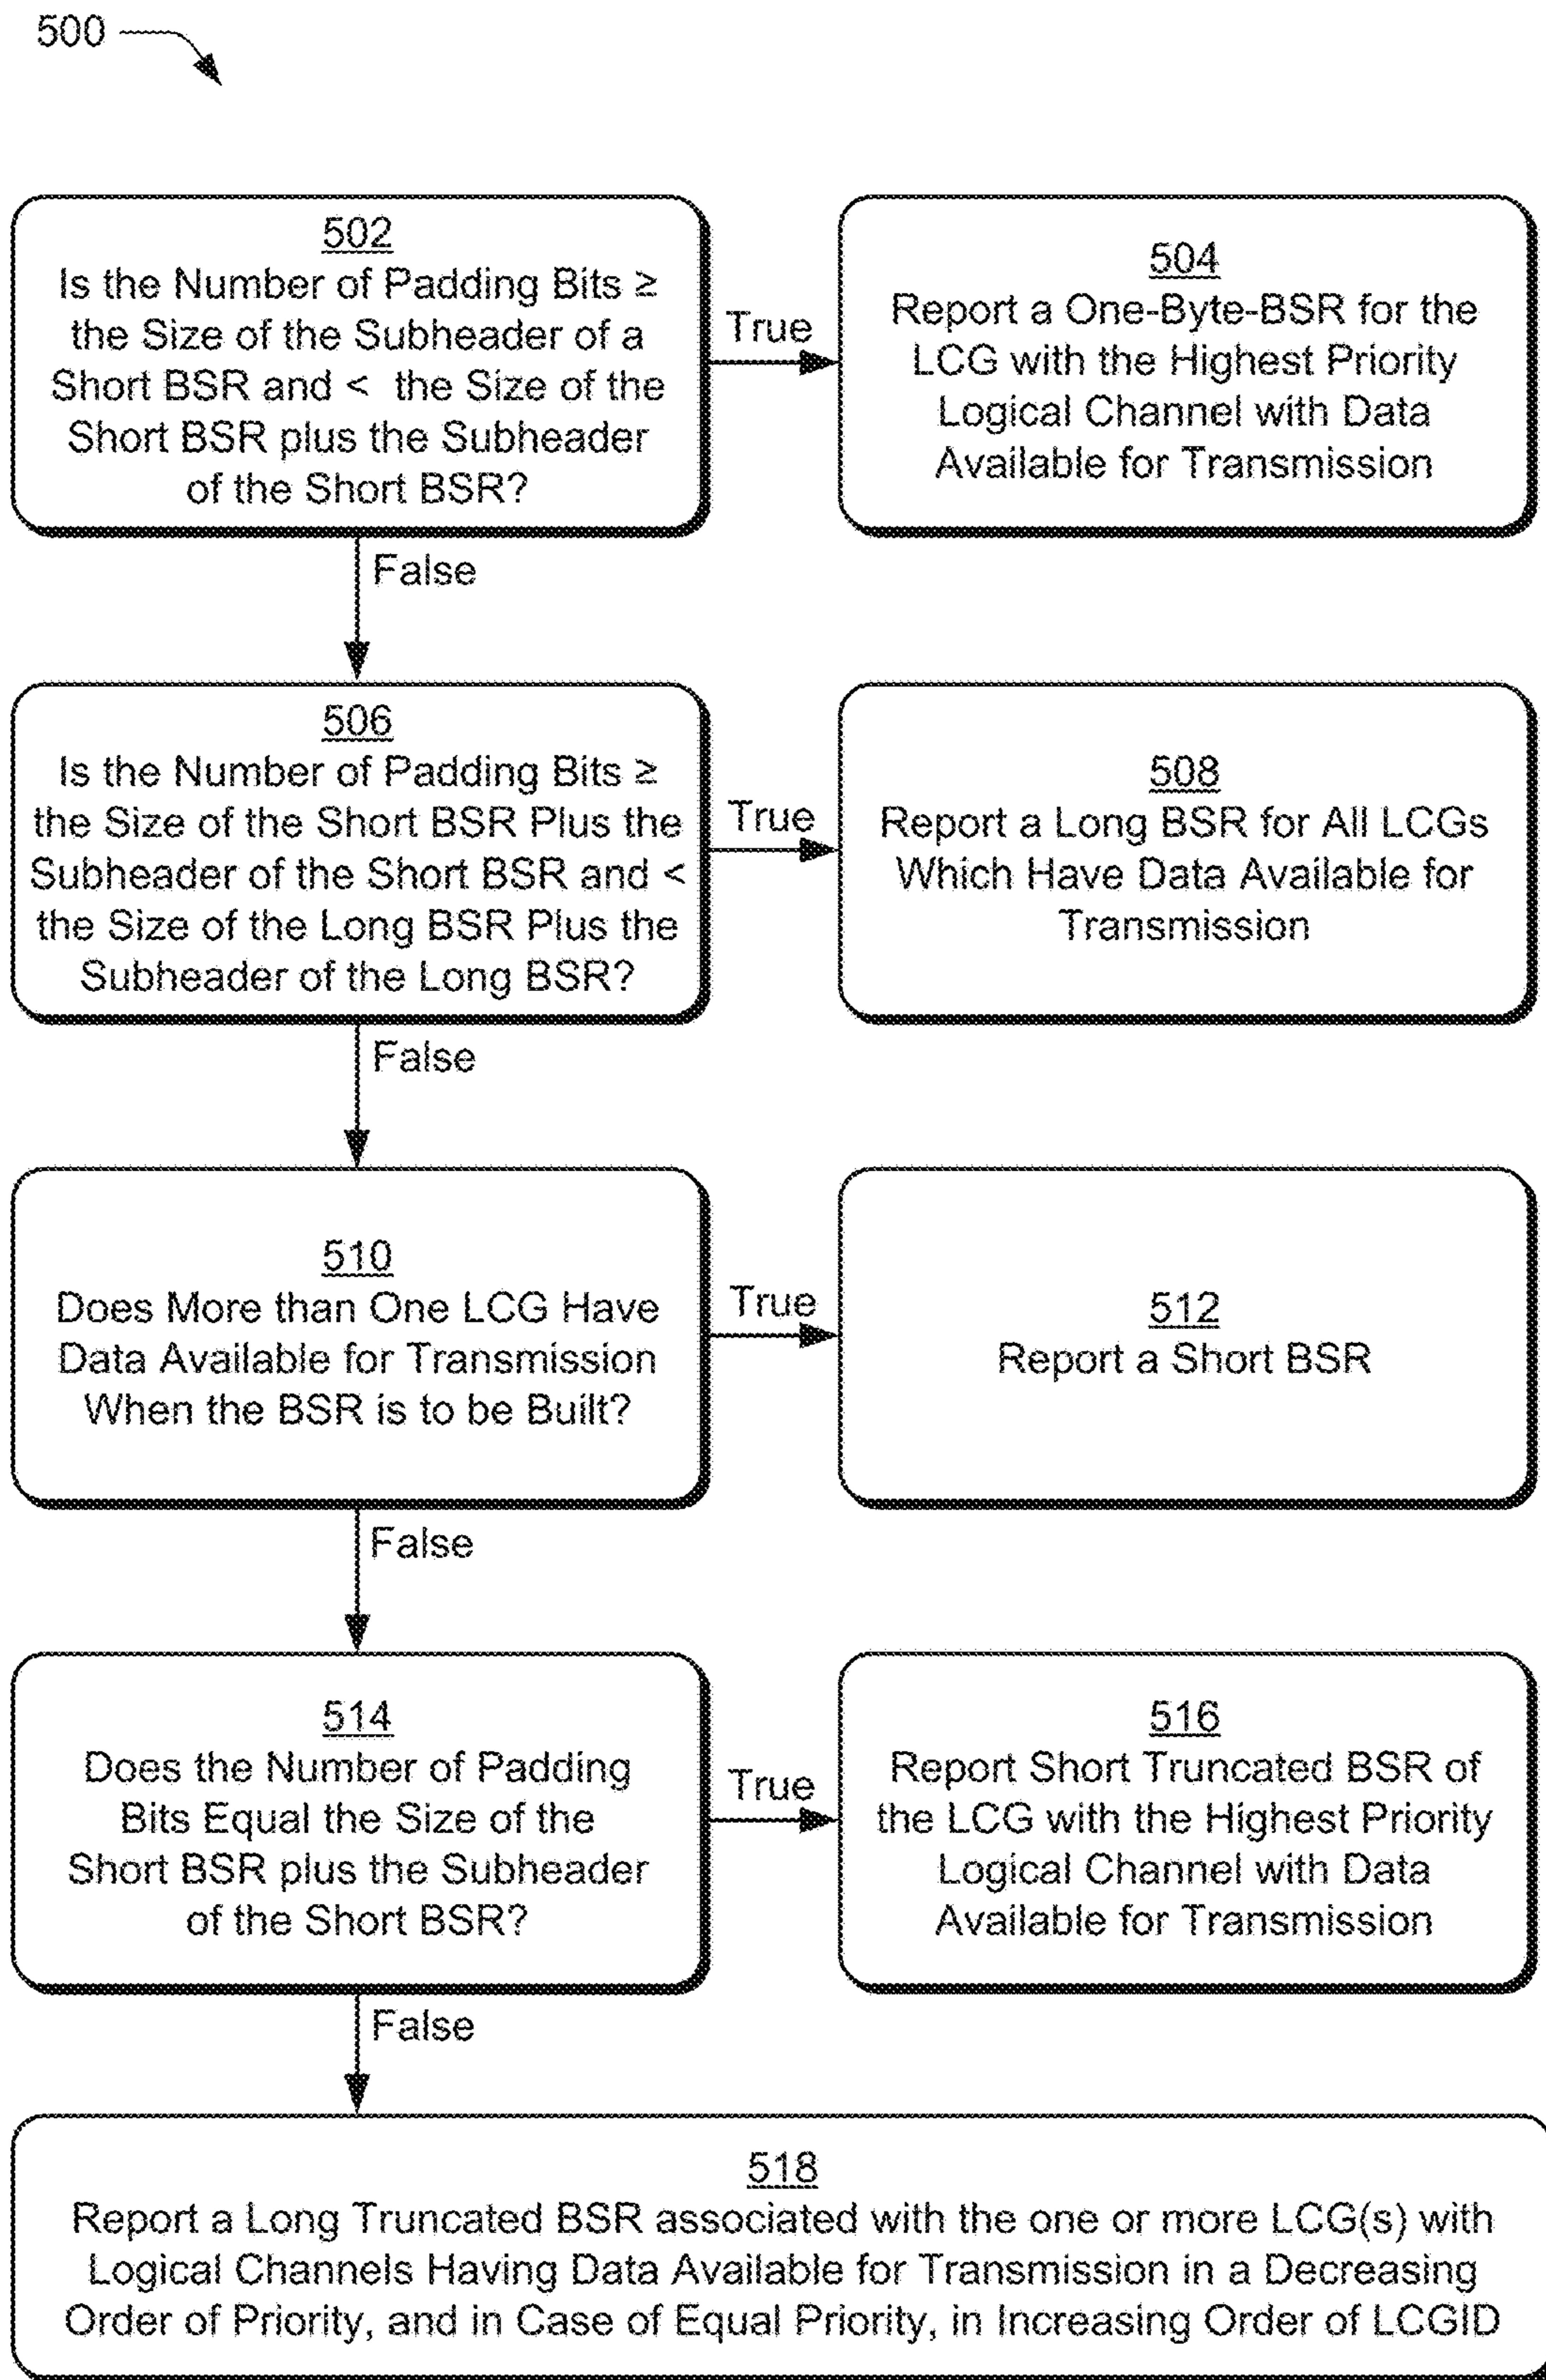 500
502
Is the Number of Padding Bits ≥
the Size of the Subheader of a
Short BSR and < the Size of the
Short BSR plus the Subheader
of the Short BSR?
True
504
Report a One-Byte-BSR for the
LCG with the Highest Priority
Logical Channel with Data
Available for Transmission
False
506
Is the Number of Padding Bits ≥
the Size of the Short BSR Plus the
Subheader of the Short BSR and <
the Size of the Long BSR Plus the
Subheader of the Long BSR?
True
508
Report a Long BSR for All LCGs
Which Have Data Available for
Transmission
False
510
Does More than One LCG Have
Data Available for Transmission
When the BSR is to be Built?
True
512
Report a Short BSR
False
514
Does the Number of Padding
Bits Equal the Size of the
Short BSR plus the Subheader
of the Short BSR?
True
516
Report Short Truncated BSR of
the LCG with the Highest Priority
Logical Channel with Data
Available for Transmission
False
518
Report a Long Truncated BSR associated with the one or more LCG(s) with
Logical Channels Having Data Available for Transmission in a Decreasing
Order of Priority, and in Case of Equal Priority, in Increasing Order of LCGID